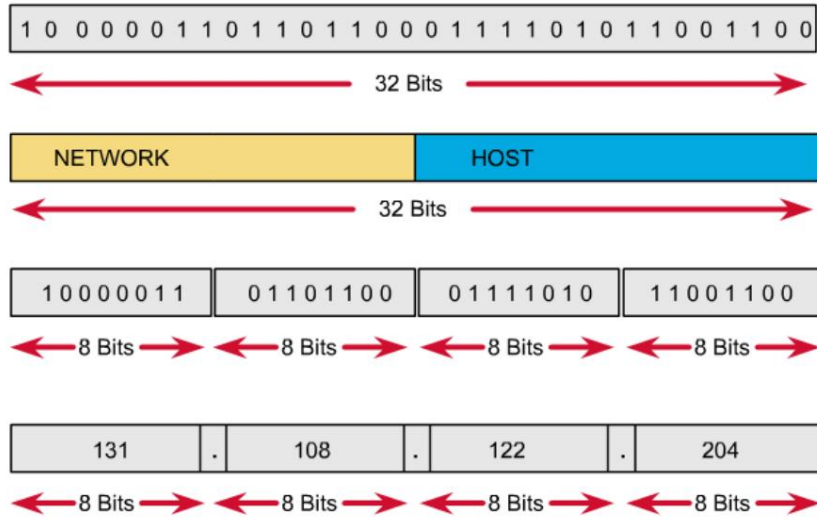 1 0 0 0 0 0 1 1 0 1 1 0 1 1 0 0 0 1 1 1 1 0 1 0 1 1 0 0 1 1 0 0
32 Bits
NETWORK HOST
32 Bits
1 0 0 0 0 0 1 1 0 1 1 0 1 1 0 0 0 1 1 1 1 0 1 0 1 1 0 0 1 1 0 0
8 Bits 8 Bits 8 Bits 8 Bits
131 . 108 . 122 . 204
8 Bits 8 Bits 8 Bits 8 Bits